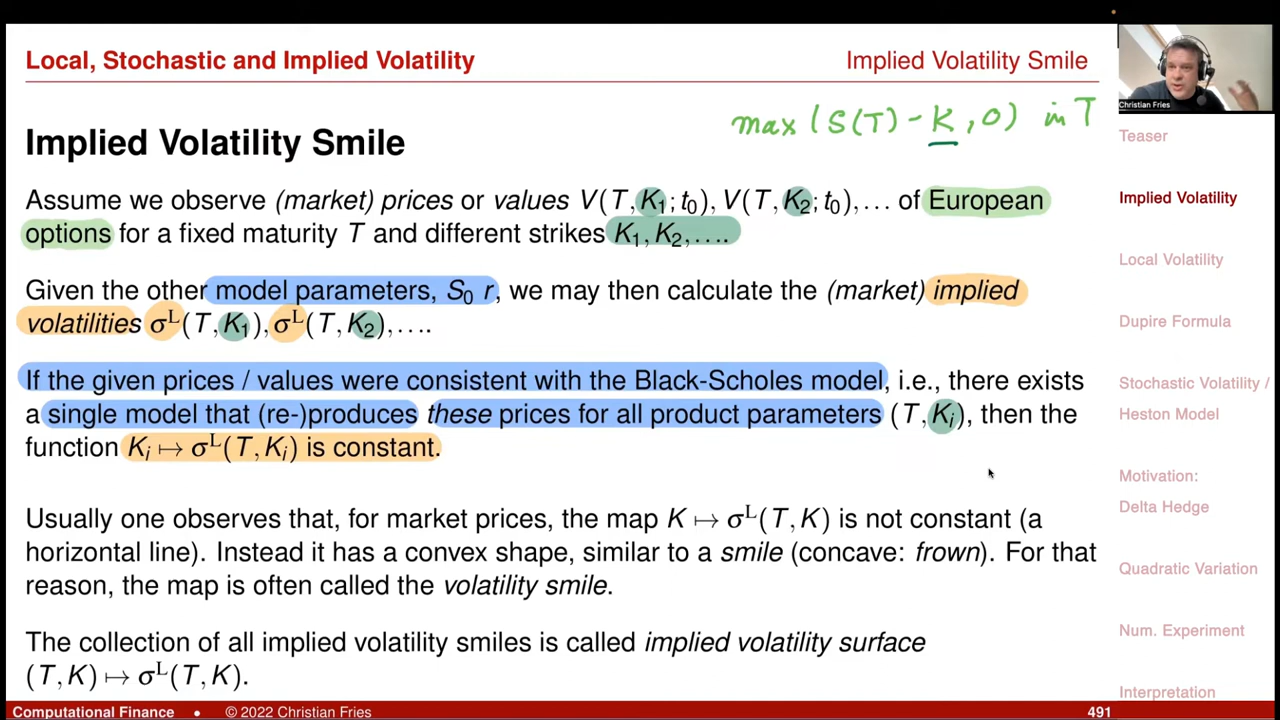 Local, Stochastic and Implied Volatility
Implied Volatility Smile
Christian Fries
max (S(T) - K, 0) in T
Implied Volatility Smile
Assume we observe (market) prices or values V(T, K₁; t₀), V(T, K₂; t₀), … of European
options for a fixed maturity T and different strikes K₁, K₂, ….
Given the other model parameters, S₀ r, we may then calculate the (market) implied
volatilities σᴸ(T, K₁), σᴸ(T, K₂), ….
If the given prices / values were consistent with the Black-Scholes model, i.e., there exists
a single model that (re-)produces these prices for all product parameters (T, Kᵢ), then the
function Kᵢ ↦ σᴸ(T, Kᵢ) is constant.
Usually one observes that, for market prices, the map K ↦ σᴸ(T, K) is not constant (a
horizontal line). Instead it has a convex shape, similar to a smile (concave: frown). For that
reason, the map is often called the volatility smile.
The collection of all implied volatility smiles is called implied volatility surface
(T, K) ↦ σᴸ(T, K).
Teaser
Implied Volatility
Local Volatility
Dupire Formula
Stochastic Volatility /
Heston Model
Motivation:
Delta Hedge
Quadratic Variation
Num. Experiment
Interpretation
Computational Finance • © 2022 Christian Fries
491